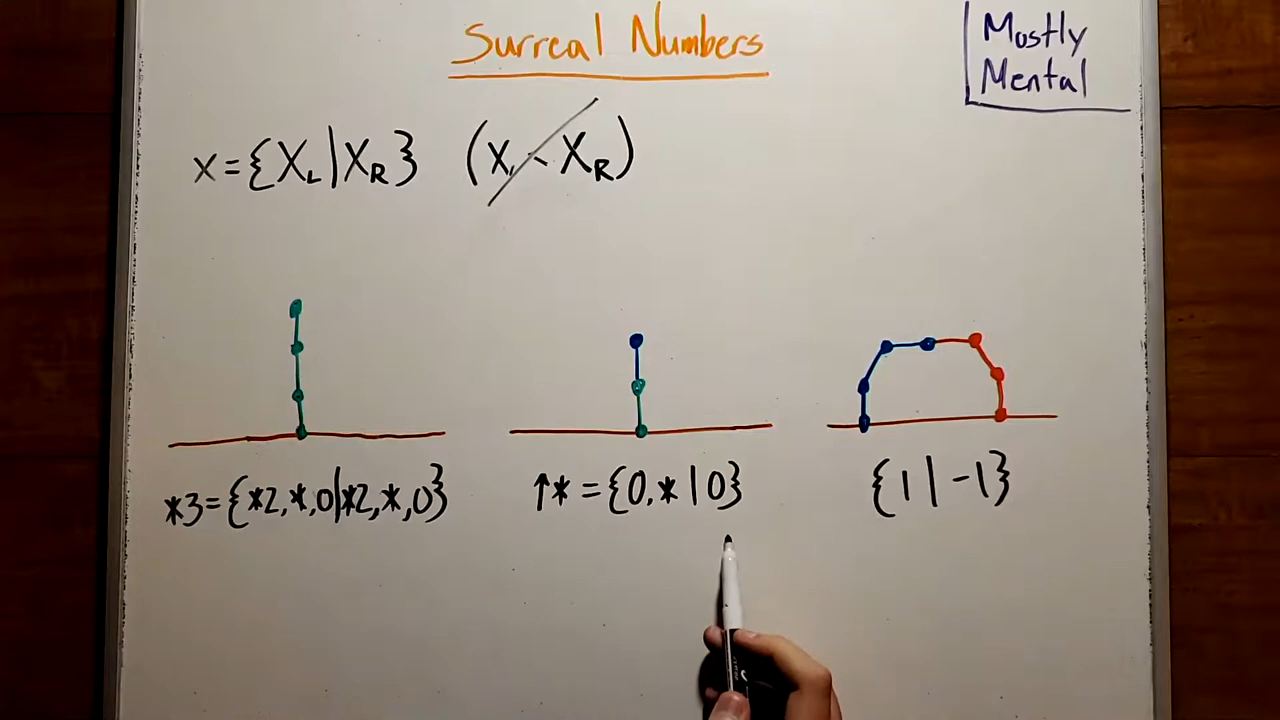 Surreal Numbers
Mostly
Mental
x={X_L|X_R} (X_L~X_R)
*3={*2,*,0|*2,*,0}
↑*={0,*|0}
{1|-1}